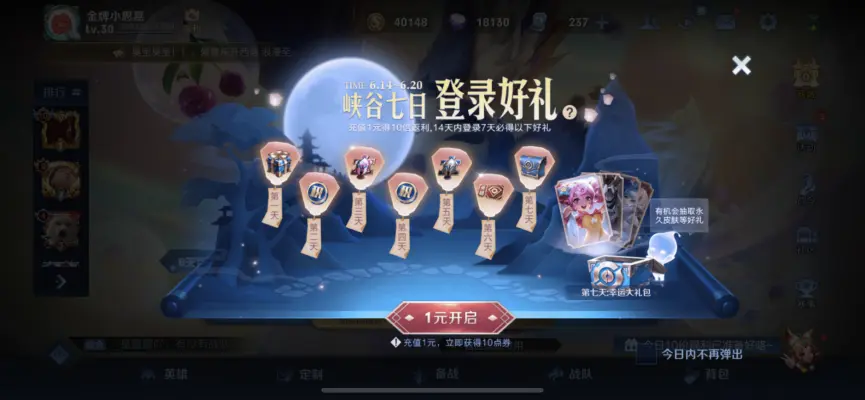 Lv.30
40148
18130
237
TIME: 6.14-6.20
峡谷七日 登录好礼
?
充值1元得10倍返利,14天内登录7天必得以下好礼
第一天
第二天
第三天
第四天
第五天
第六天
第七天
有机会抽取永
久皮肤等好礼
第七天:幸运大礼包
1元开启
充值1元，立即获得10点券
今日内不再弹出
英雄
定制
备战
战队
背包